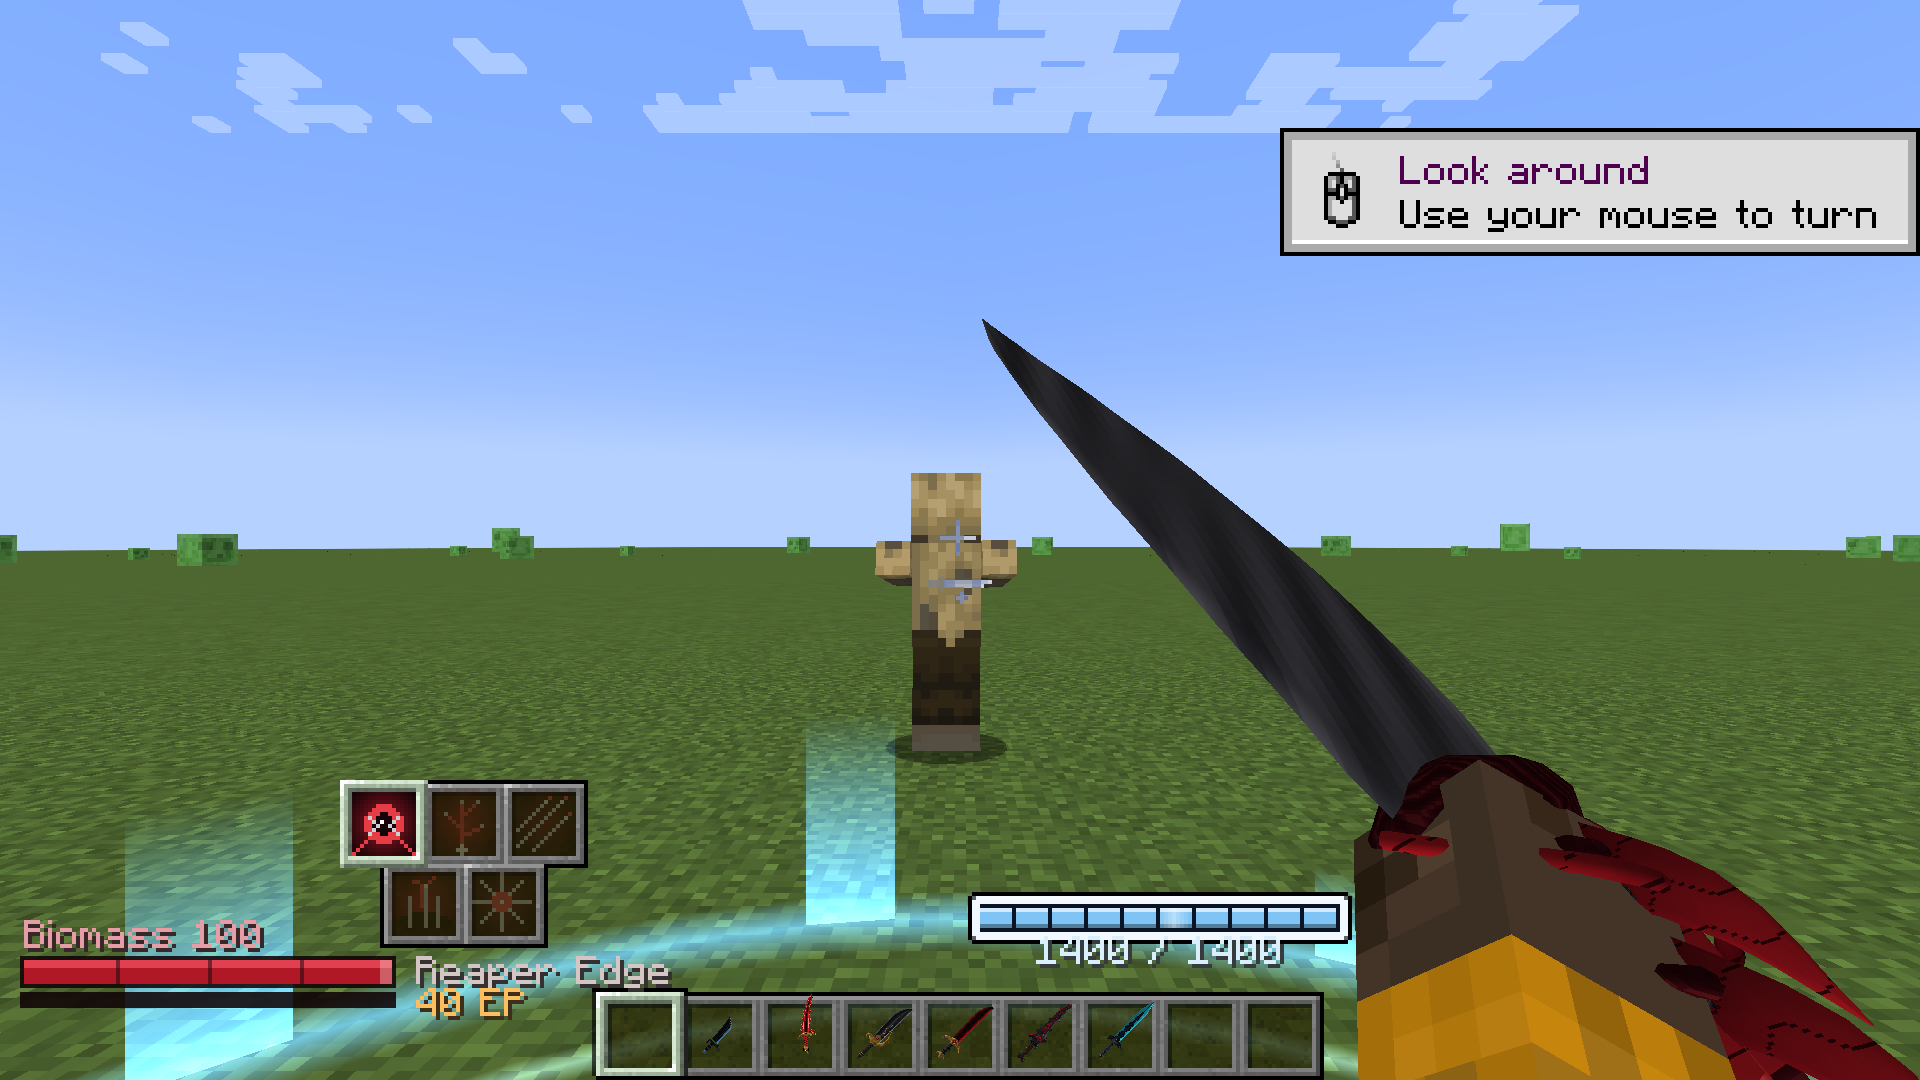 Look around
Use your mouse to turn
Biomass 100
1400 / 1400
Reaper Edge
40 EP